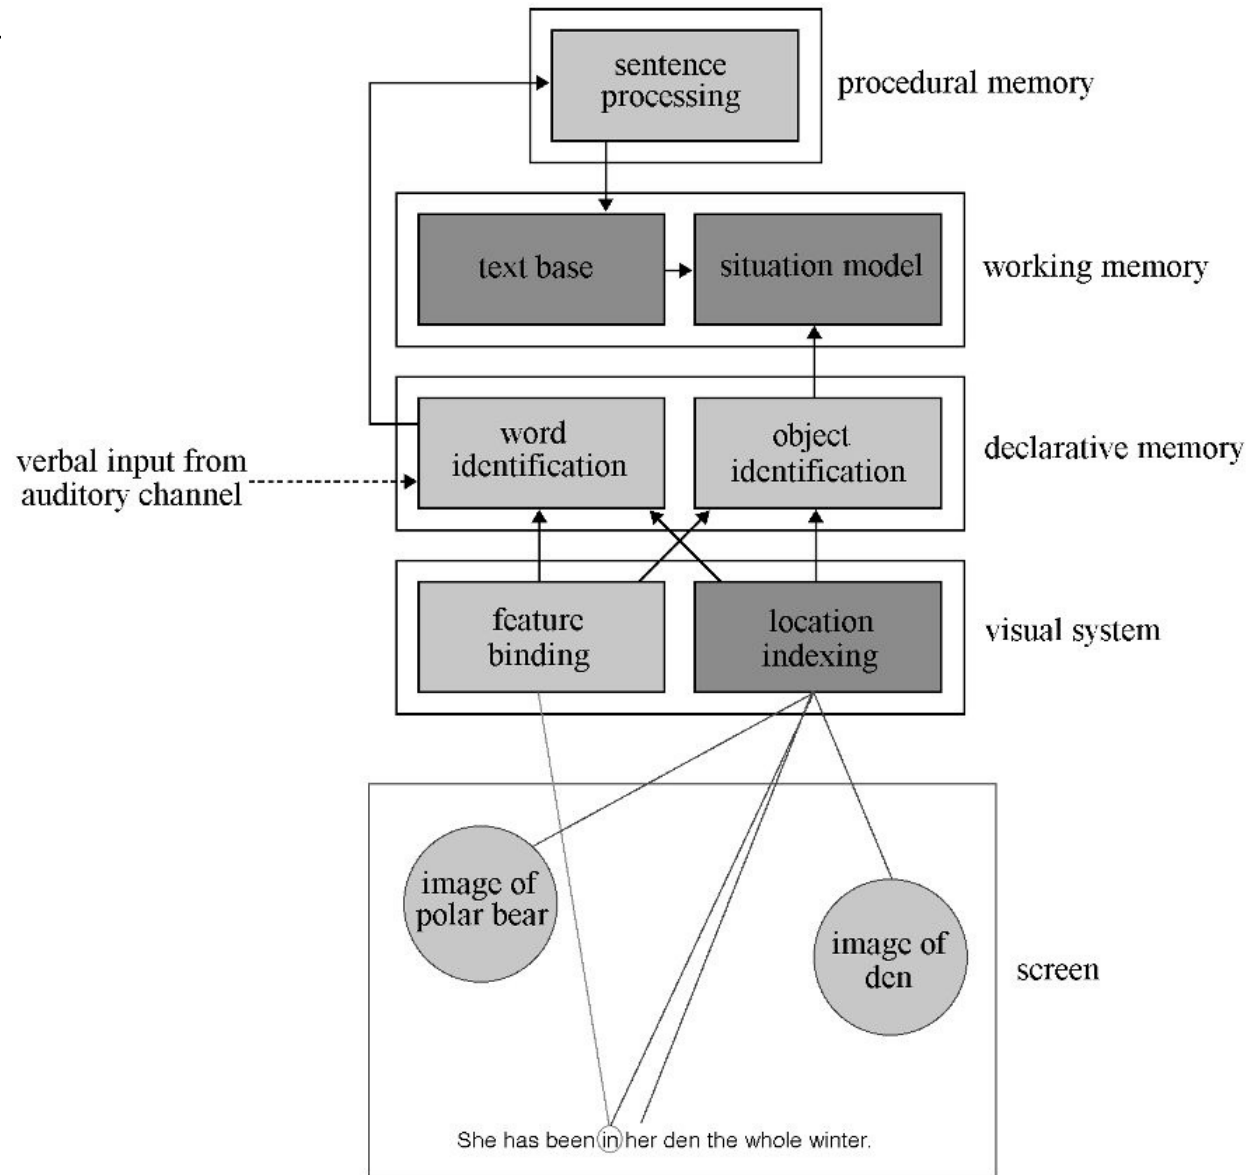 sentence
processing
procedural memory
text base
situation model
working memory
word
identification
object
identification
declarative memory
verbal input from
auditory channel
feature
binding
location
indexing
visual system
image of
polar bear
image of
den
screen
She has been in her den the whole winter.